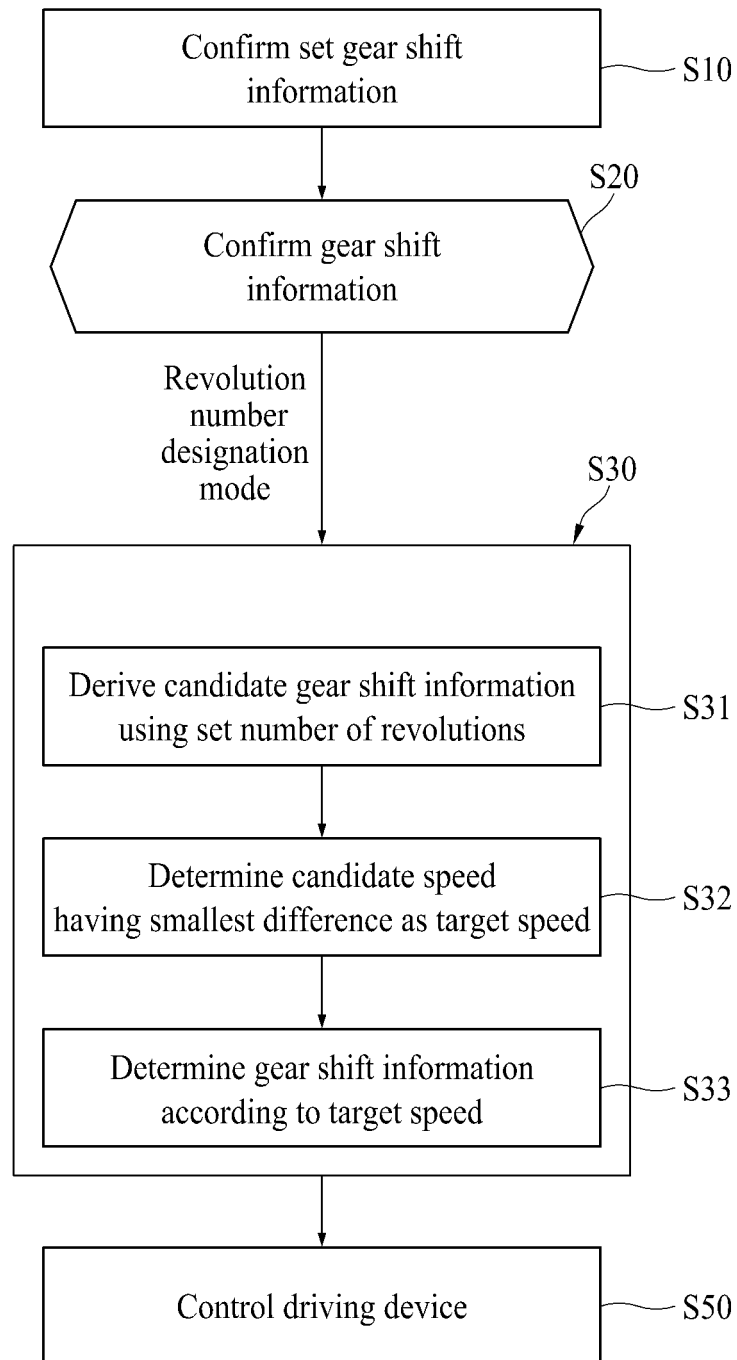 Confirm set gear shift
information
S10
S20
Confirm gear shift
information
Revolution
number
designation
mode
S30
Derive candidate gear shift information
using set number of revolutions
S31
Determine candidate speed
having smallest difference as target speed
S32
Determine gear shift information
according to target speed
S33
Control driving device
S50